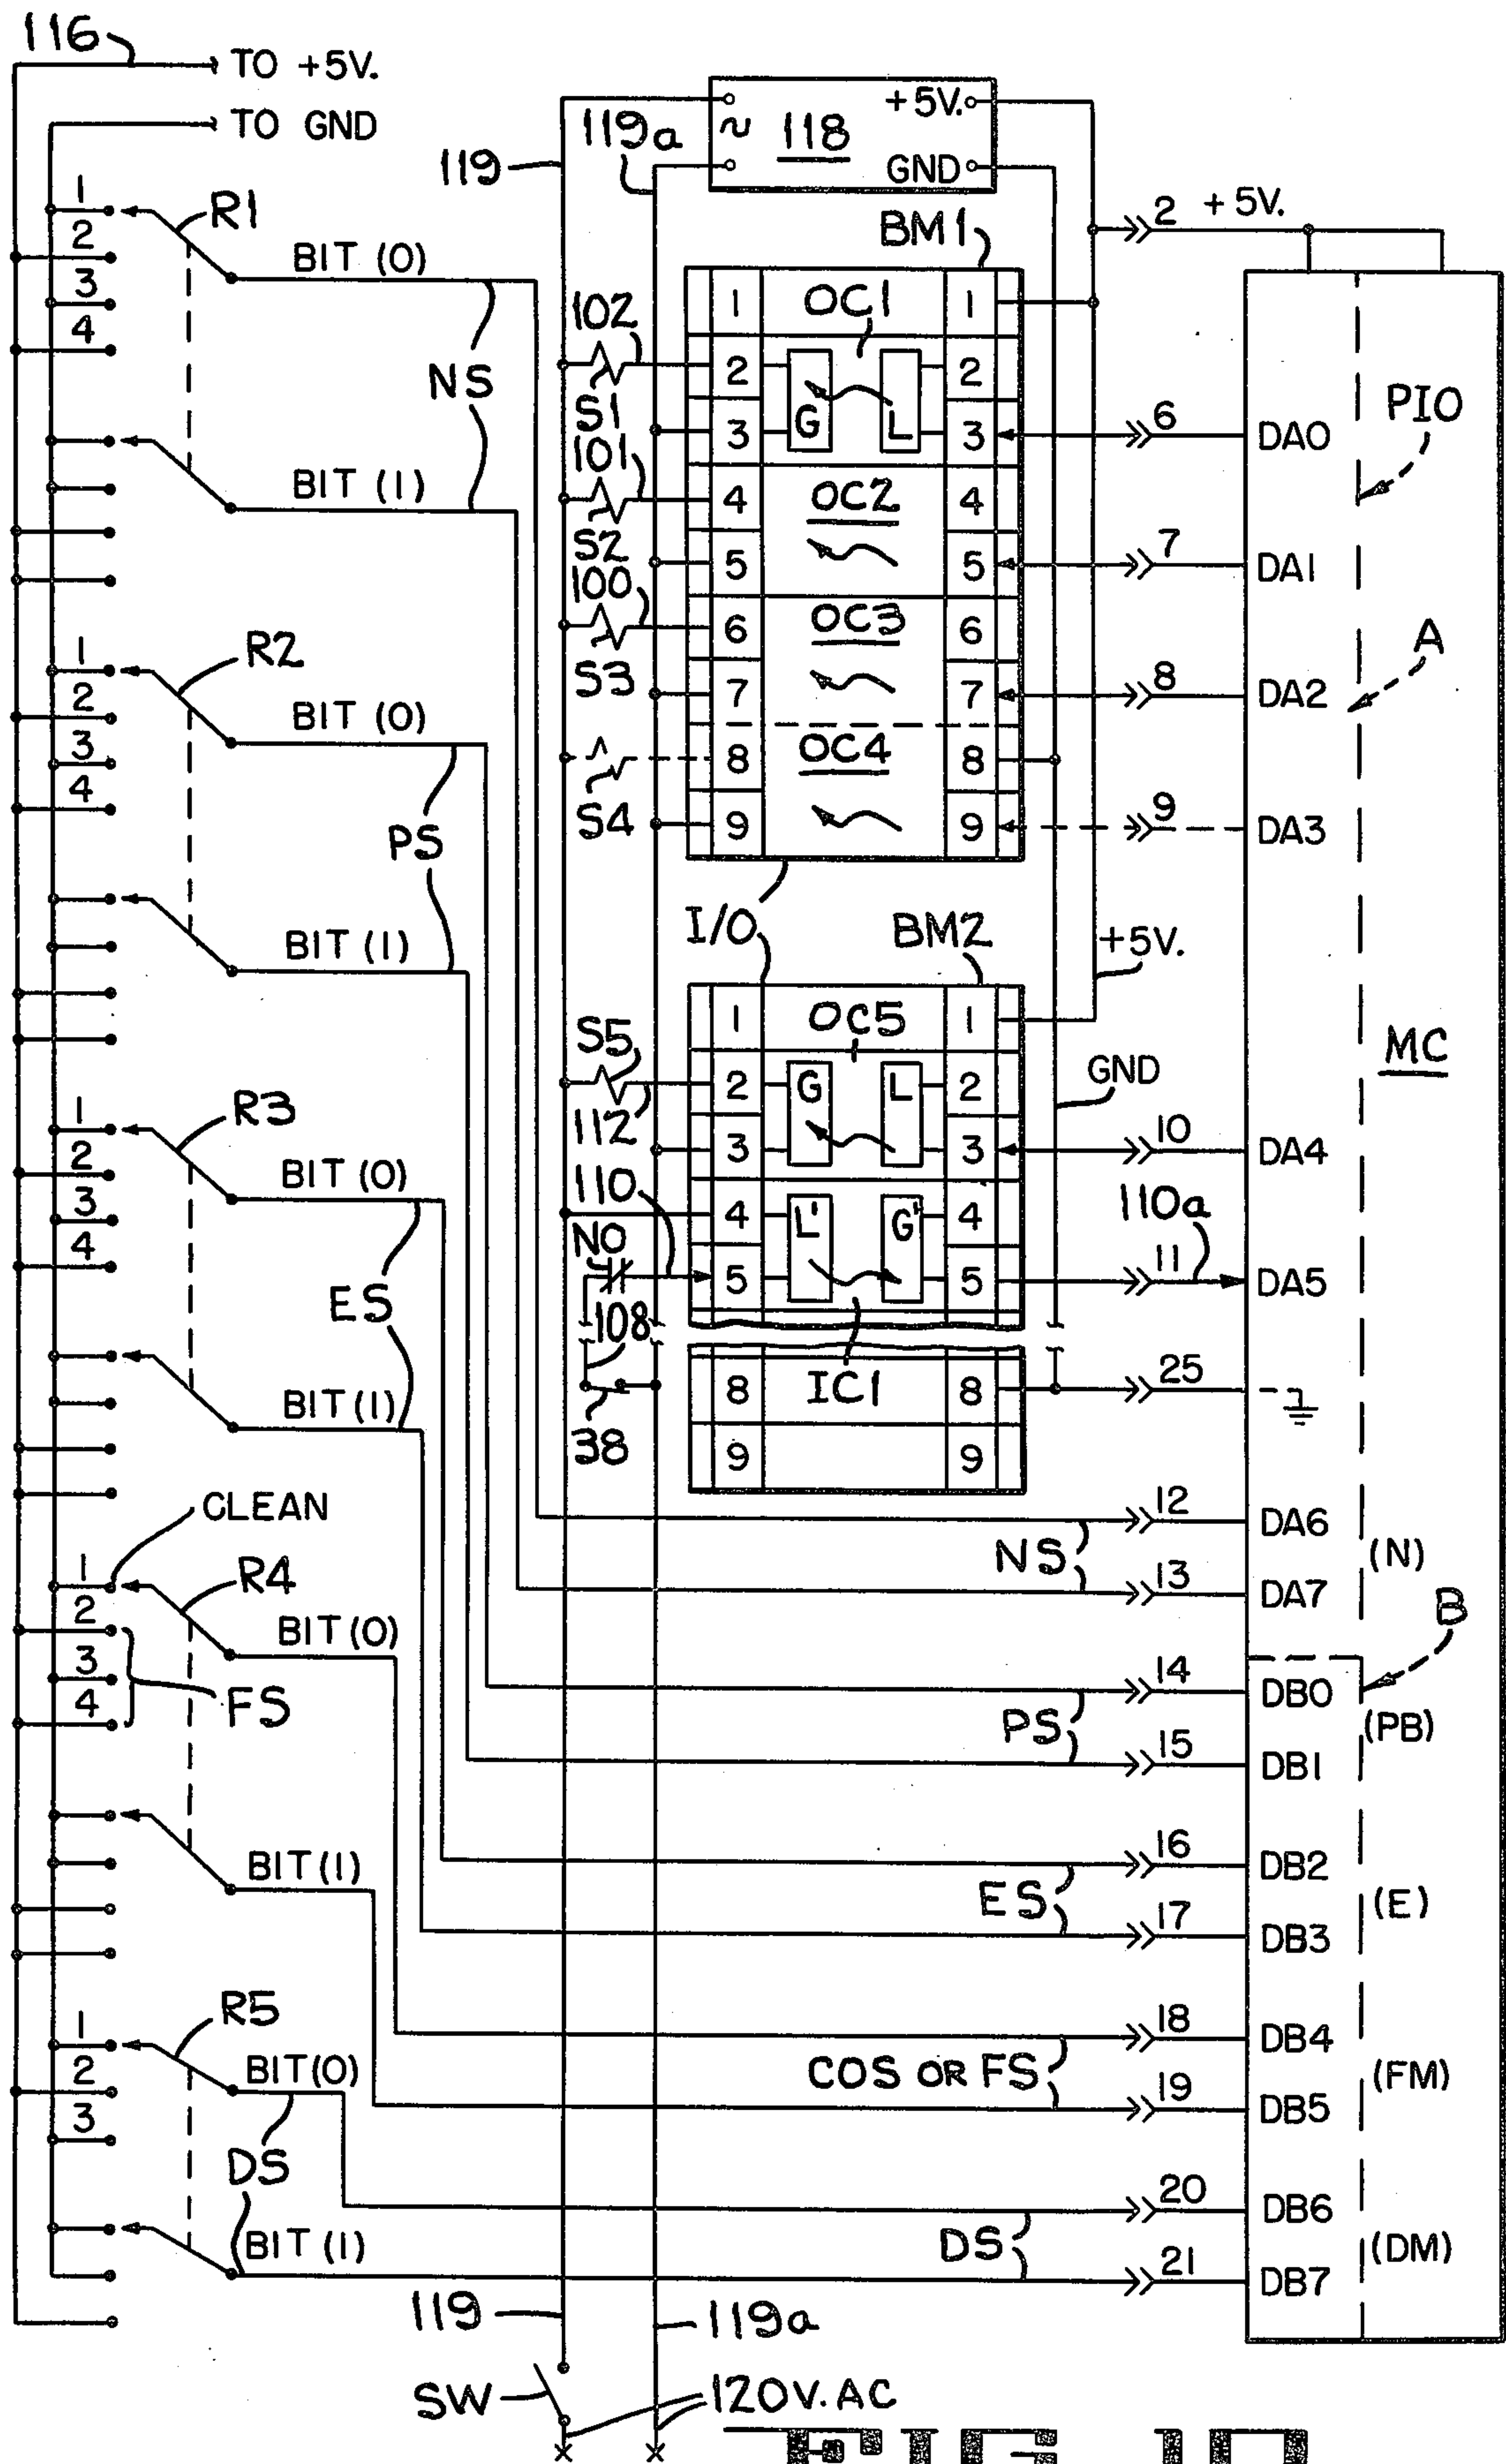 116
TO +5V.
TO GND
+5V.
~ 118
GND
119
119a
2 +5V.
1 R1
2 BIT (0)
3
4
NS
BIT (1)
BM1
1 OC1 1
102
2 G L 2
S1
3 3
6 DA0
PIO
101
4 OC2 4
S2
5 5
7 DA1
100
6 OC3 6
S3
7 7
8 DA2
A
8 OC4 8
S4
9 9
9 DA3
1 R2
2 BIT (0)
3
4
PS
BIT (1)
I/O
BM2
+5V.
1 OC5 1
S5
2 G L 2
112
3 3
GND
MC
10 DA4
110
4 L' G' 4
NO
5 5
110a
11 DA5
108
8 IC1 8
38
9 9
25
1 R3
2 BIT (0)
3
4
ES
BIT (1)
12 DA6
NS
13 DA7
(N)
B
CLEAN
1 R4
2 BIT (0)
3
4
FS
BIT (1)
14 DB0
PS
(PB)
15 DB1
16 DB2
ES
(E)
17 DB3
1 R5
2 BIT (0)
3
DS
BIT (1)
18 DB4
COS OR FS
(FM)
19 DB5
20 DB6
DS
(DM)
21 DB7
119
119a
SW
120V. AC